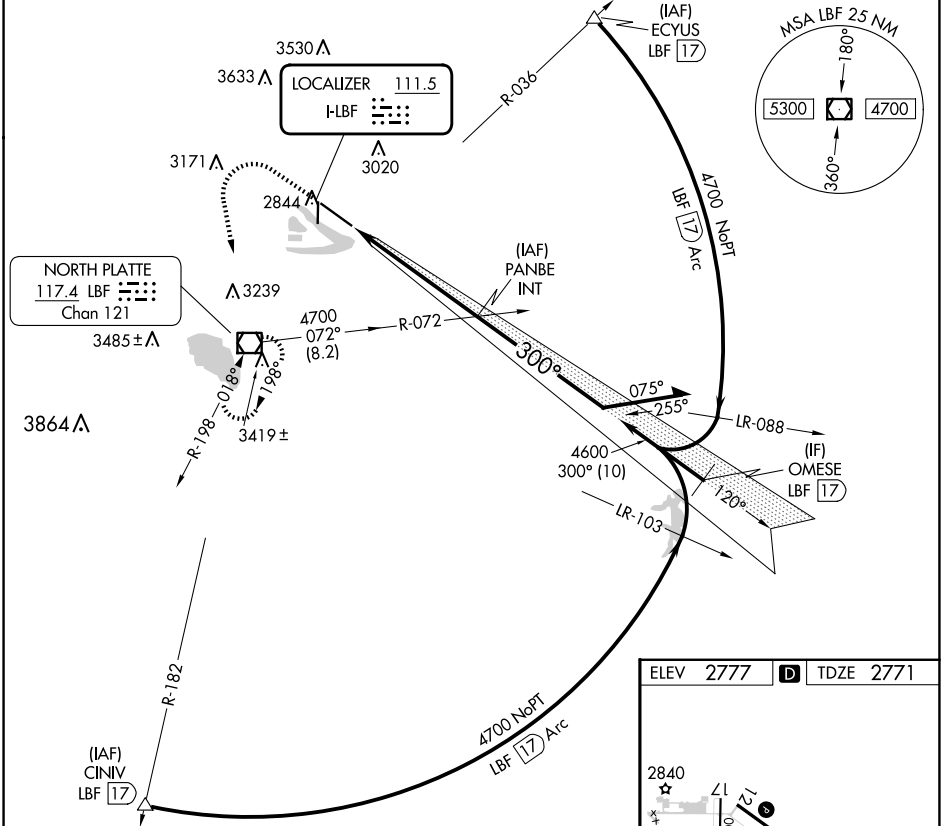 (IAF)
ECYUS
LBF 17
MSA LBF 25 NM
180°
5300
4700
360°
3530
3633
LOCALIZER 111.5
I-LBF
3020
R-036
3171
2844
4700 NoPT
LBF 17 Arc
(IAF)
PANBE
INT
NORTH PLATTE
117.4 LBF
Chan 121
3239
4700
072°
(8.2)
R-072
3485±
300°
018°
198°
075°
255°
LR-088
3864
R-198
3419±
4600
300° (10)
(IF)
OMESE
LBF 17
120°
LR-103
R-182
4700 NoPT
LBF 17 Arc
(IAF)
CINIV
LBF 17
ELEV 2777 D TDZE 2771
2840
17
12
P